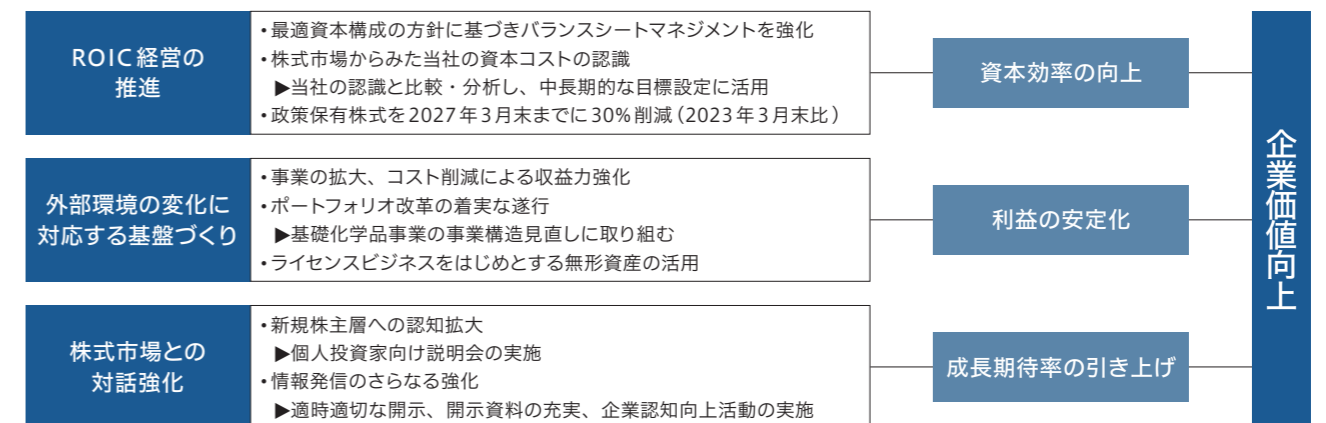 ROIC経営の
推進
・最適資本構成の方針に基づきバランスシートマネジメントを強化
・株式市場からみた当社の資本コストの認識
▶当社の認識と比較・分析し、中長期的な目標設定に活用
・政策保有株式を2027年3月末までに30%削減（2023年3月末比）
資本効率の向上
外部環境の変化に
対応する基盤づくり
・事業の拡大、コスト削減による収益力強化
・ポートフォリオ改革の着実な遂行
▶基礎化学品事業の事業構造見直しに取り組む
・ライセンスビジネスをはじめとする無形資産の活用
利益の安定化
株式市場との
対話強化
・新規株主層への認知拡大
▶個人投資家向け説明会の実施
・情報発信のさらなる強化
▶適時適切な開示、開示資料の充実、企業認知向上活動の実施
成長期待率の引き上げ
企業価値向上